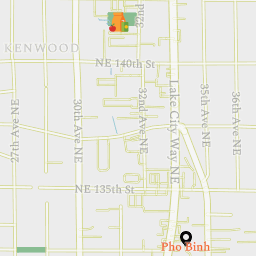 32nd
KENWOOD
NE 140th St
27th Ave NE
30th Ave NE
32nd Ave NE
Lake City Way NE
35th Ave NE
36th Ave NE
NE 135th St
Pho Binh